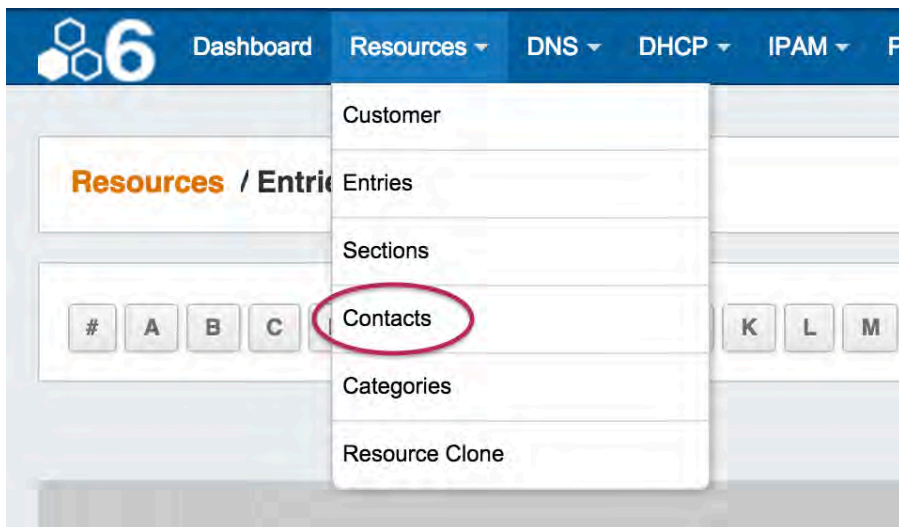 6 Dashboard Resources DNS DHCP IPAM
Customer
Resources / Entri
Entries
Sections
# A B C K L M
Contacts
Categories
Resource Clone